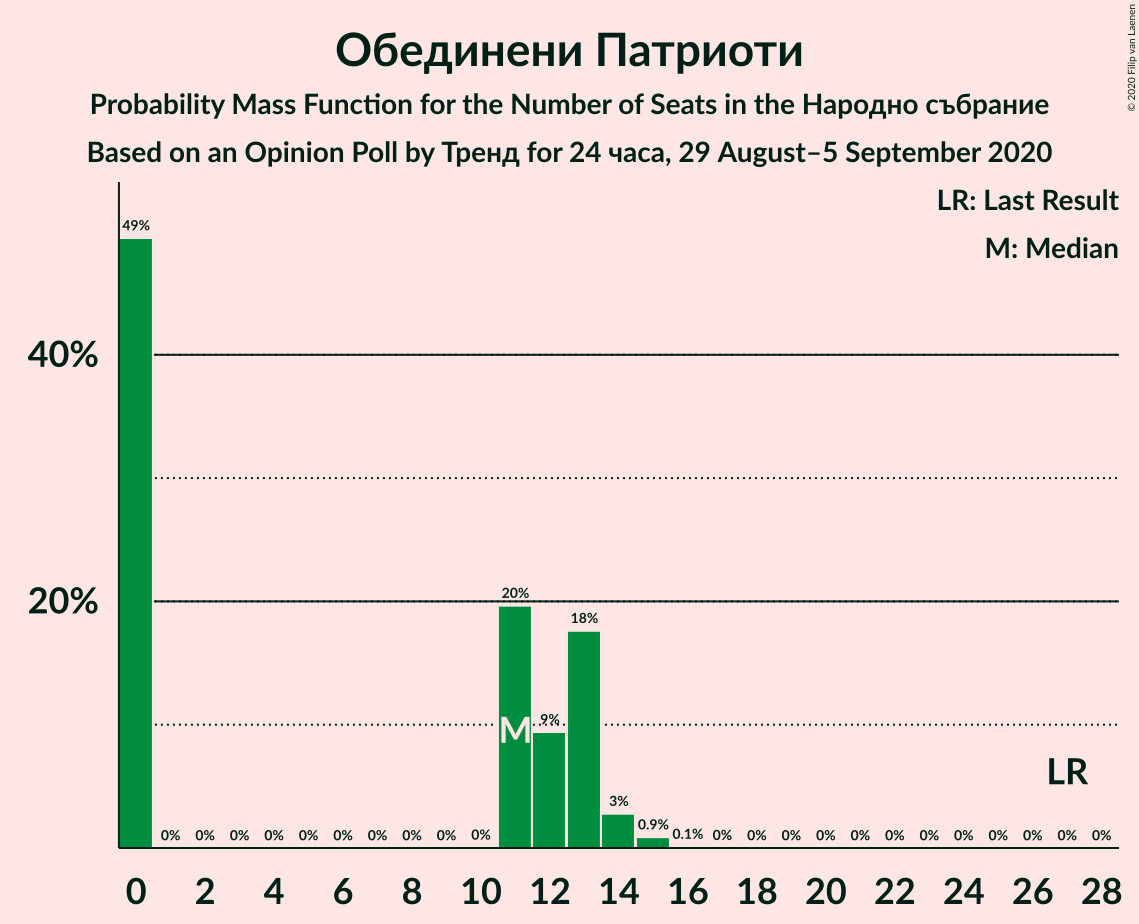 Обединени Патриоти
Probability Mass Function for the Number of Seats in the Народно събрание
Based on an Opinion Poll by Тренд for 24 часа, 29 August–5 September 2020
© 2020 Filip van Laenen
LR: Last Result
M: Median
49%
40%
20%
20%
18%
M
9%
LR
3%
0.9%
0% 0% 0% 0% 0% 0% 0% 0% 0% 0% 0.1% 0% 0% 0% 0% 0% 0% 0% 0% 0% 0% 0% 0%
0 2 4 6 8 10 12 14 16 18 20 22 24 26 28